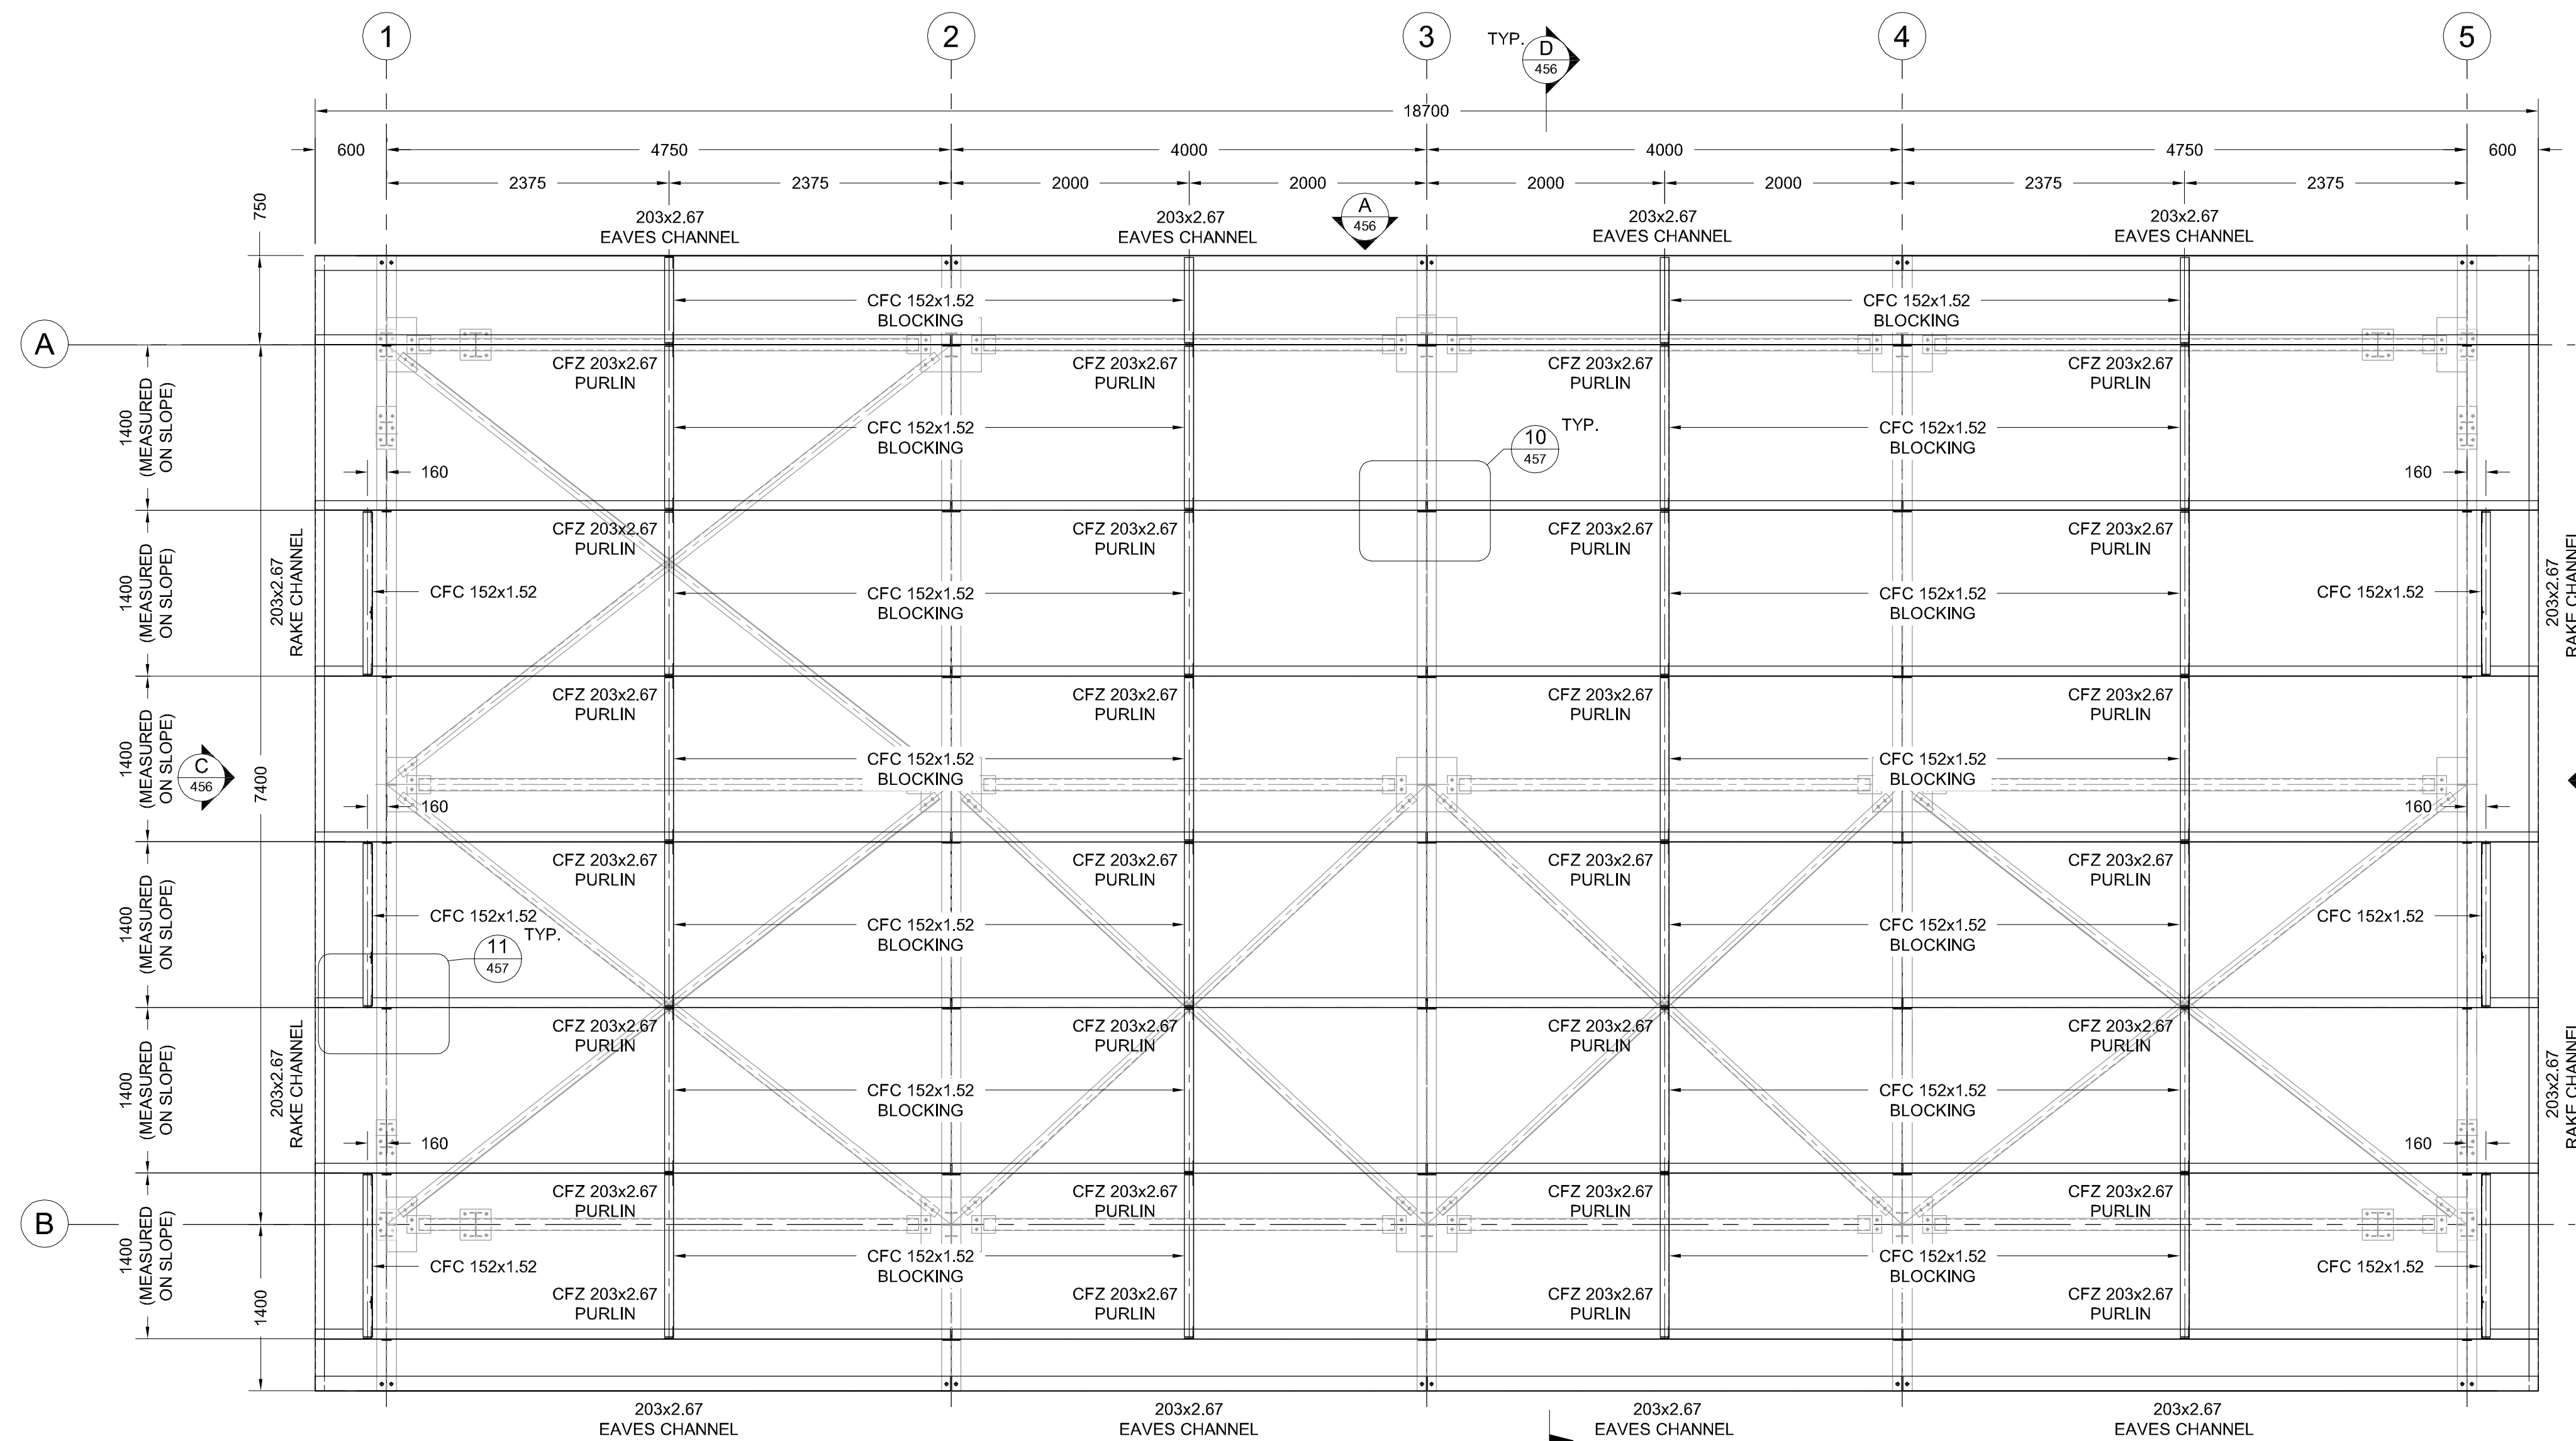 1
2
3
4
5
TYP.
D
456
18700
600
4750
4000
4000
4750
600
2375
2375
2000
2000
2000
2000
2375
2375
750
A
456
203x2.67
EAVES CHANNEL
203x2.67
EAVES CHANNEL
203x2.67
EAVES CHANNEL
203x2.67
EAVES CHANNEL
CFC 152x1.52
BLOCKING
CFC 152x1.52
BLOCKING
A
CFZ 203x2.67
PURLIN
CFZ 203x2.67
PURLIN
CFZ 203x2.67
PURLIN
CFZ 203x2.67
PURLIN
1400
(MEASURED
ON SLOPE)
CFC 152x1.52
BLOCKING
CFC 152x1.52
BLOCKING
10
457
TYP.
160
160
CFZ 203x2.67
PURLIN
CFZ 203x2.67
PURLIN
CFZ 203x2.67
PURLIN
CFZ 203x2.67
PURLIN
1400
(MEASURED
ON SLOPE)
203x2.67
RAKE CHANNEL
CFC 152x1.52
CFC 152x1.52
BLOCKING
CFC 152x1.52
BLOCKING
CFC 152x1.52
203x2.67
RAKE CHANNEL
CFZ 203x2.67
PURLIN
CFZ 203x2.67
PURLIN
CFZ 203x2.67
PURLIN
CFZ 203x2.67
PURLIN
1400
(MEASURED
ON SLOPE)
C
456
7400
CFC 152x1.52
BLOCKING
CFC 152x1.52
BLOCKING
160
160
CFZ 203x2.67
PURLIN
CFZ 203x2.67
PURLIN
CFZ 203x2.67
PURLIN
CFZ 203x2.67
PURLIN
1400
(MEASURED
ON SLOPE)
CFC 152x1.52
CFC 152x1.52
BLOCKING
CFC 152x1.52
BLOCKING
CFC 152x1.52
11
457
TYP.
CFZ 203x2.67
PURLIN
CFZ 203x2.67
PURLIN
CFZ 203x2.67
PURLIN
CFZ 203x2.67
PURLIN
1400
(MEASURED
ON SLOPE)
203x2.67
RAKE CHANNEL
CFC 152x1.52
BLOCKING
CFC 152x1.52
BLOCKING
203x2.67
RAKE CHANNEL
160
160
CFZ 203x2.67
PURLIN
CFZ 203x2.67
PURLIN
CFZ 203x2.67
PURLIN
CFZ 203x2.67
PURLIN
B
1400
(MEASURED
ON SLOPE)
CFC 152x1.52
CFC 152x1.52
BLOCKING
CFC 152x1.52
BLOCKING
CFC 152x1.52
1400
CFZ 203x2.67
PURLIN
CFZ 203x2.67
PURLIN
CFZ 203x2.67
PURLIN
CFZ 203x2.67
PURLIN
203x2.67
EAVES CHANNEL
203x2.67
EAVES CHANNEL
203x2.67
EAVES CHANNEL
203x2.67
EAVES CHANNEL